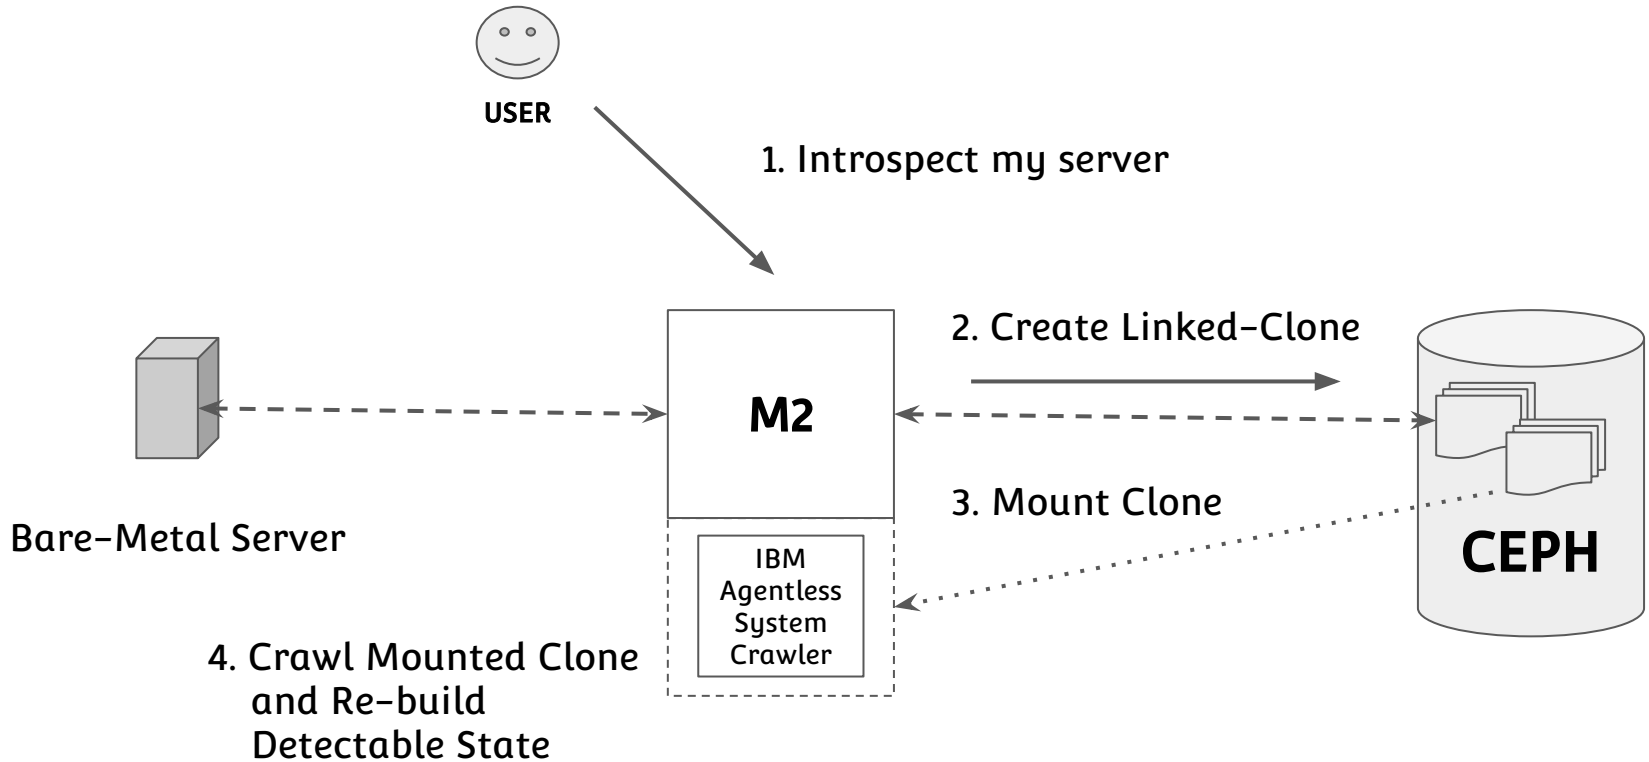 USER
1. Introspect my server
2. Create Linked-Clone
M2
3. Mount Clone
Bare-Metal Server
CEPH
IBM
Agentless
System
Crawler
4. Crawl Mounted Clone
and Re-build
Detectable State